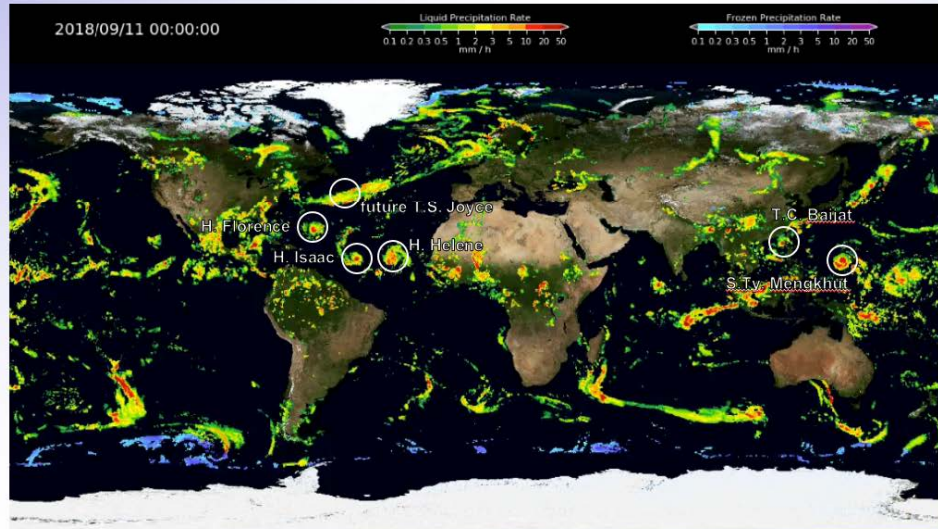 2018/09/11 00:00:00
Liquid Precipitation Rate
0.1 0.2 0.3 0.5 1 2 3 5 10 20 50
mm / h
Frozen Precipitation Rate
0.1 0.2 0.3 0.5 1 2 3 5 10 20 50
mm / h
future T.S. Joyce
H. Florence
T.C. Barijat
H. Helene
H. Isaac
S.Ty. Mengkhut